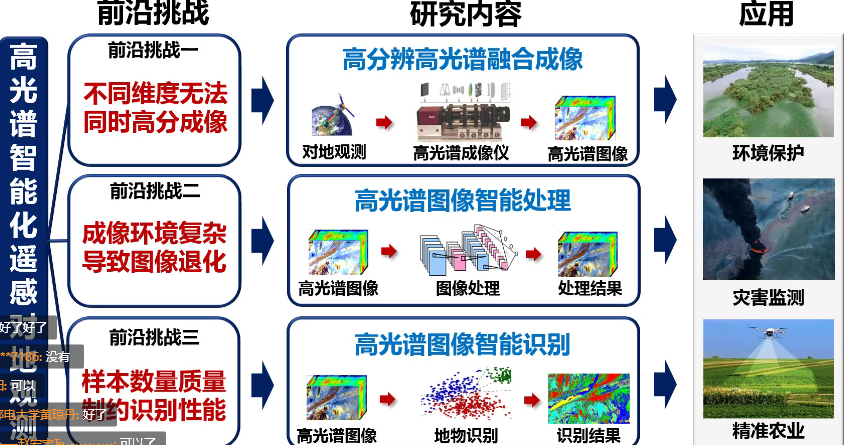 前沿挑战
研究内容
应用
高光谱智能化遥感对地观测
前沿挑战一
不同维度无法
同时高分成像
高分辨高光谱融合成像
对地观测
高光谱成像仪
高光谱图像
环境保护
前沿挑战二
成像环境复杂
导致图像退化
高光谱图像智能处理
高光谱图像
图像处理
处理结果
灾害监测
前沿挑战三
样本数量质量
制约识别性能
高光谱图像智能识别
高光谱图像
地物识别
识别结果
精准农业
好了好了
没有
可以
邮电大学苗琼丹: 好了
可以了